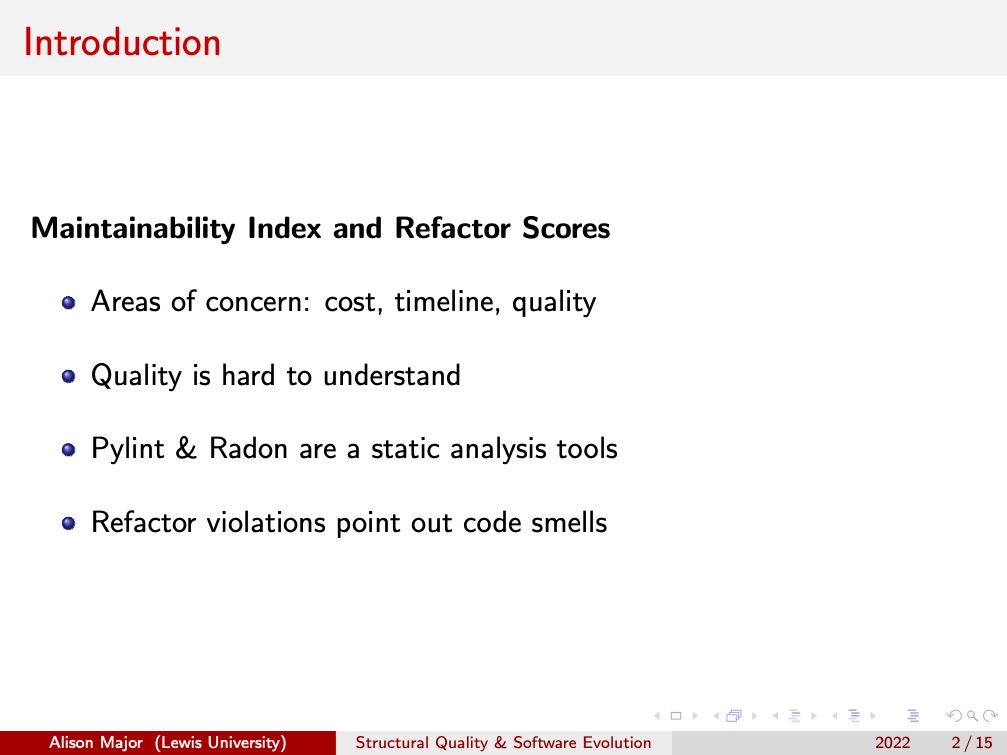 Introduction
Maintainability Index and Refactor Scores
Areas of concern: cost, timeline, quality
Quality is hard to understand
Pylint & Radon are a static analysis tools
Refactor violations point out code smells
Alison Major (Lewis University) Structural Quality & Software Evolution 2022 2 / 15